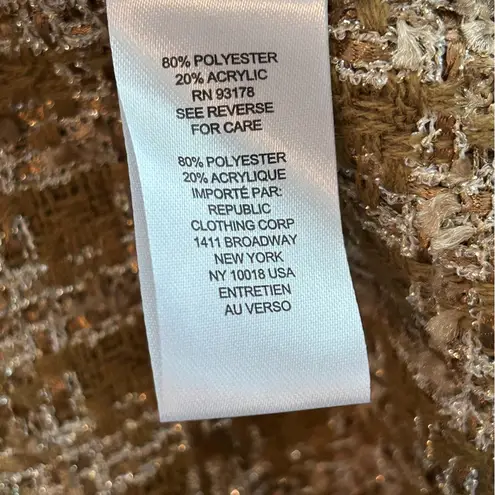 80% POLYESTER
20% ACRYLIC
RN 93178
SEE REVERSE
FOR CARE
80% POLYESTER
20% ACRYLIQUE
IMPORTÉ PAR:
REPUBLIC
CLOTHING CORP
1411 BROADWAY
NEW YORK
NY 10018 USA
ENTRETIEN
AU VERSO